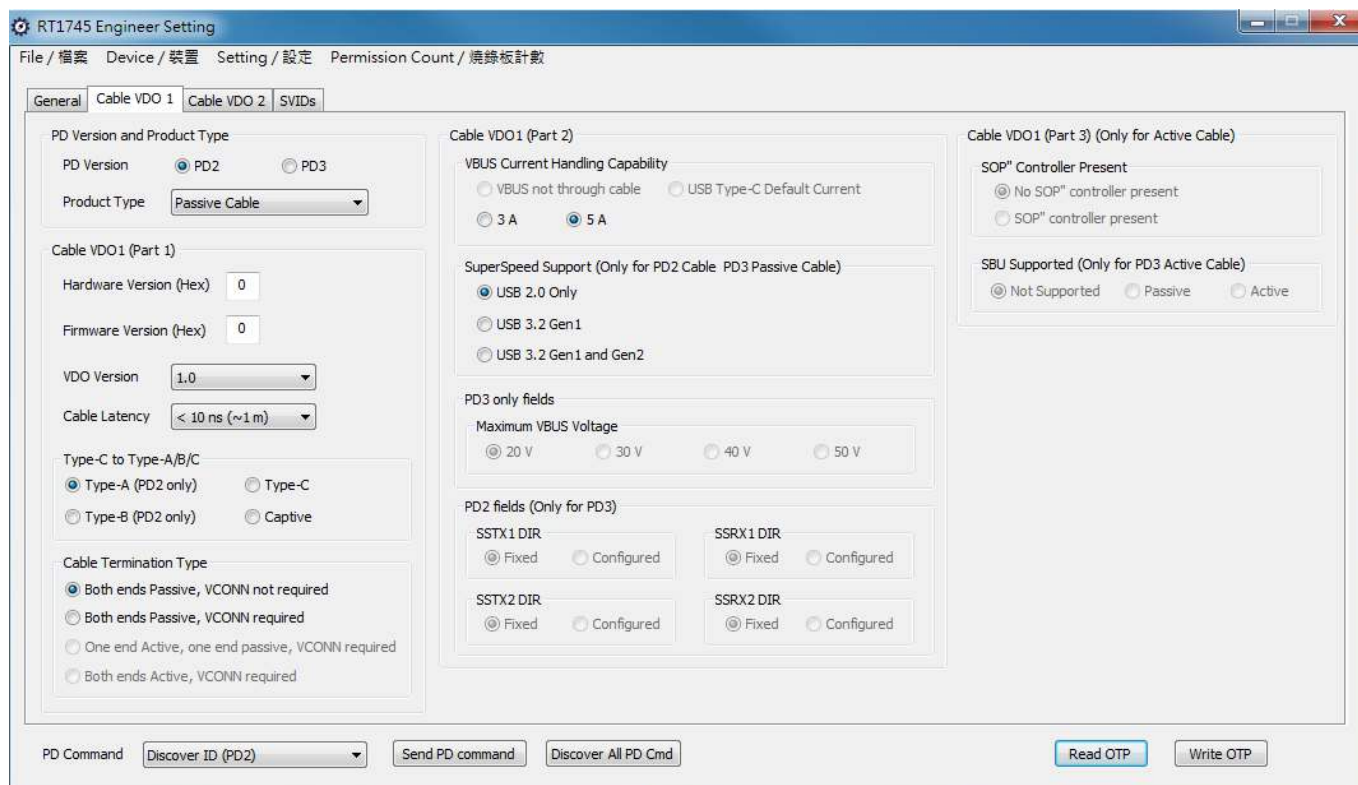 RT1745 Engineer Setting
File / 檔案 Device / 裝置 Setting / 設定 Permission Count / 燒錄板計數
General Cable VDO 1 Cable VDO 2 SVIDs
PD Version and Product Type
PD Version PD2 PD3
Product Type Passive Cable
Cable VDO1 (Part 1)
Hardware Version (Hex) 0
Firmware Version (Hex) 0
VDO Version 1.0
Cable Latency < 10 ns (~1 m)
Type-C to Type-A/B/C
Type-A (PD2 only) Type-C
Type-B (PD2 only) Captive
Cable Termination Type
Both ends Passive, VCONN not required
Both ends Passive, VCONN required
One end Active, one end passive, VCONN required
Both ends Active, VCONN required
Cable VDO1 (Part 2)
VBUS Current Handling Capability
VBUS not through cable USB Type-C Default Current
3 A 5 A
SuperSpeed Support (Only for PD2 Cable PD3 Passive Cable)
USB 2.0 Only
USB 3.2 Gen1
USB 3.2 Gen1 and Gen2
PD3 only fields
Maximum VBUS Voltage
20 V 30 V 40 V 50 V
PD2 fields (Only for PD3)
SSTX1 DIR SSRX1 DIR
Fixed Configured Fixed Configured
SSTX2 DIR SSRX2 DIR
Fixed Configured Fixed Configured
Cable VDO1 (Part 3) (Only for Active Cable)
SOP" Controller Present
No SOP" controller present
SOP" controller present
SBU Supported (Only for PD3 Active Cable)
Not Supported Passive Active
PD Command Discover ID (PD2) Send PD command Discover All PD Cmd Read OTP Write OTP